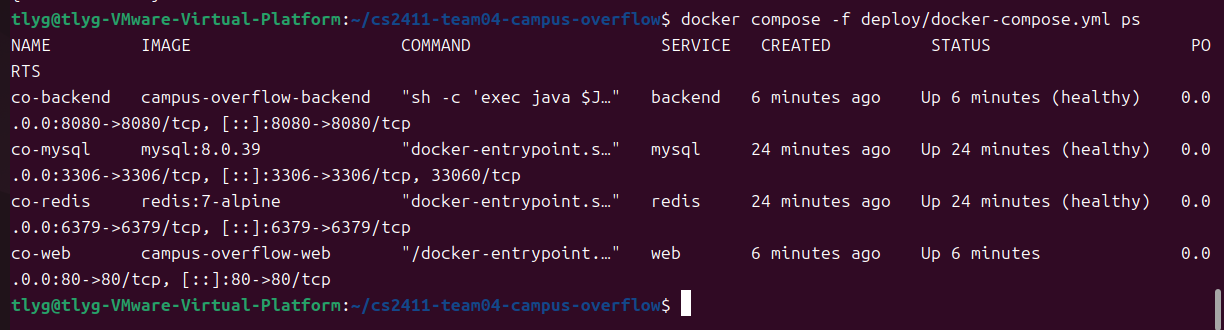 tlyg@tlyg-VMware-Virtual-Platform:~/cs2411-team04-campus-overflow$ docker compose -f deploy/docker-compose.yml ps
NAME         IMAGE                     COMMAND                   SERVICE   CREATED          STATUS                    PO
RTS
co-backend   campus-overflow-backend   "sh -c 'exec java $J…"   backend   6 minutes ago    Up 6 minutes (healthy)    0.0
.0.0:8080->8080/tcp, [::]:8080->8080/tcp
co-mysql     mysql:8.0.39              "docker-entrypoint.s…"   mysql     24 minutes ago   Up 24 minutes (healthy)   0.0
.0.0:3306->3306/tcp, [::]:3306->3306/tcp, 33060/tcp
co-redis     redis:7-alpine            "docker-entrypoint.s…"   redis     24 minutes ago   Up 24 minutes (healthy)   0.0
.0.0:6379->6379/tcp, [::]:6379->6379/tcp
co-web       campus-overflow-web       "/docker-entrypoint.…"   web       6 minutes ago    Up 6 minutes              0.0
.0.0:80->80/tcp, [::]:80->80/tcp
tlyg@tlyg-VMware-Virtual-Platform:~/cs2411-team04-campus-overflow$